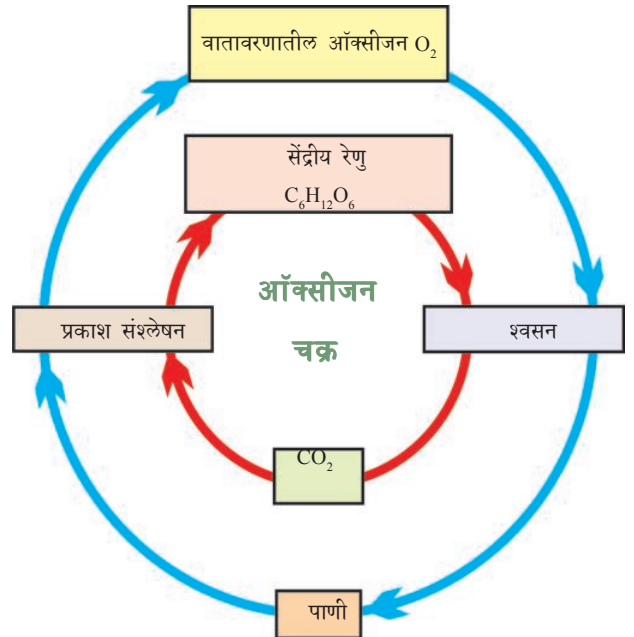 वातावरणातील ऑक्सीजन O₂
सेंद्रीय रेणु
C₆H₁₂O₆
ऑक्सीजन
चक्र
प्रकाश संश्लेषन
श्वसन
CO₂
पाणी